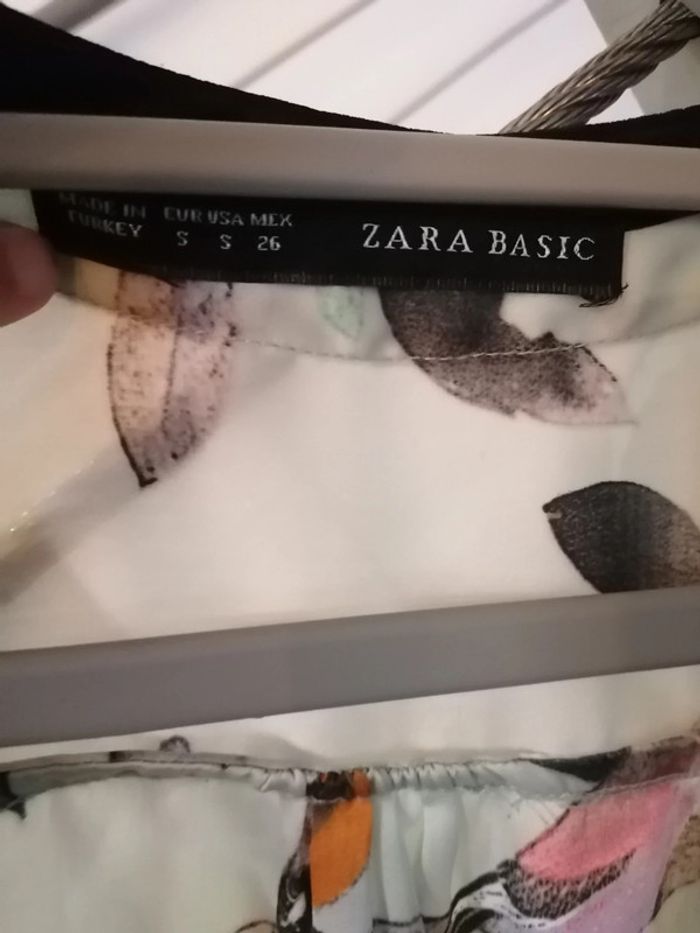 MADE IN
TURKEY
EUR USA MEX
S S 26
ZARA BASIC